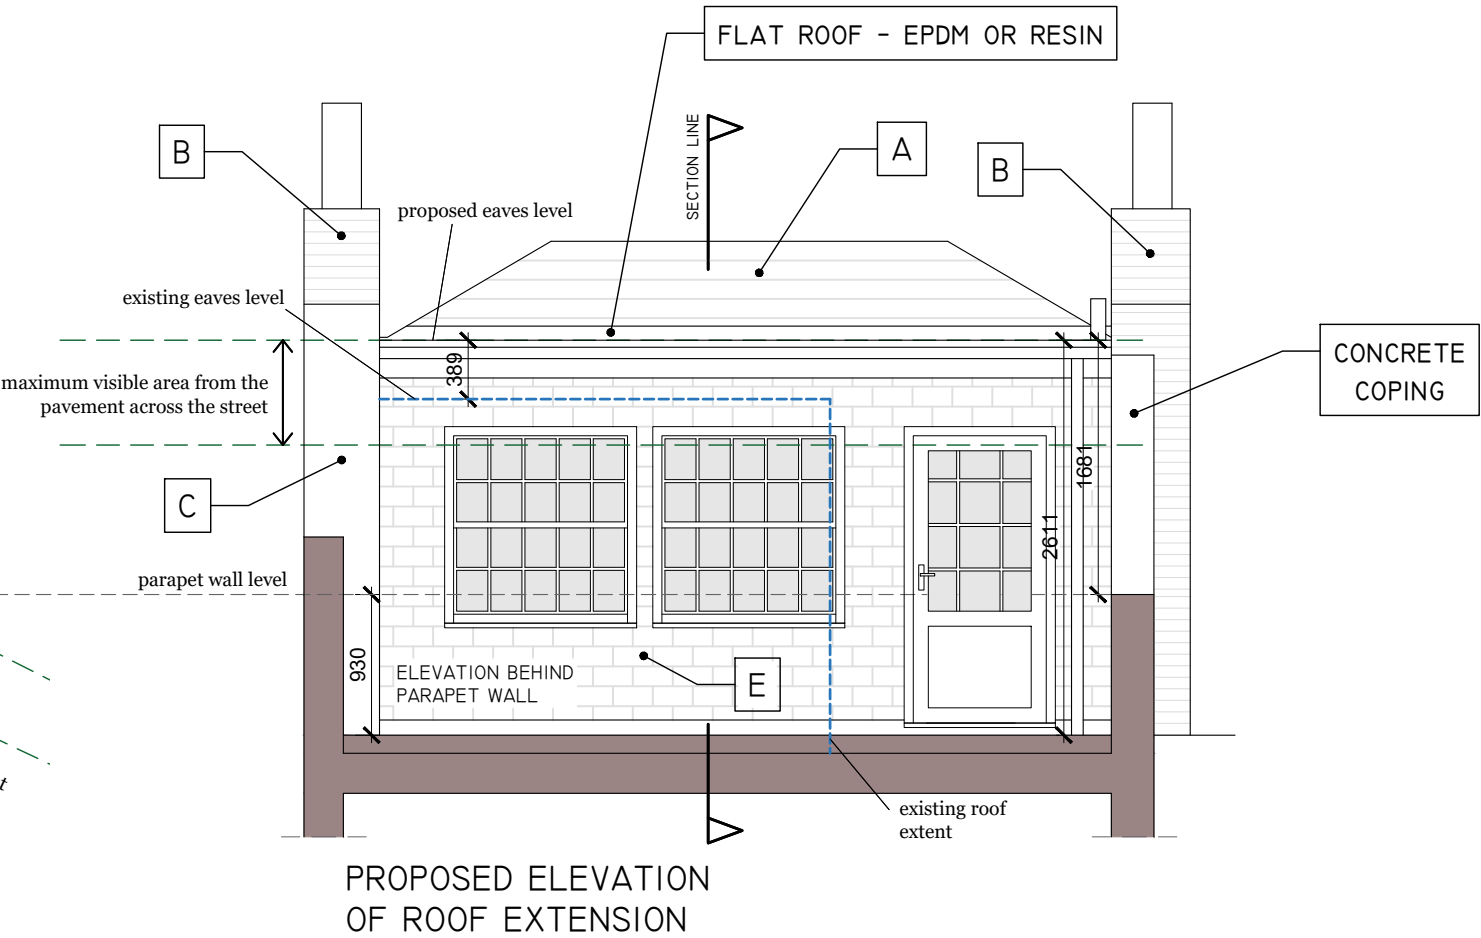 FLAT ROOF - EPDM OR RESIN
B
SECTION LINE
A
B
proposed eaves level
existing eaves level
389
maximum visible area from the
pavement across the street
CONCRETE
COPING
1681
C
2611
parapet wall level
930
ELEVATION BEHIND
PARAPET WALL
E
t
existing roof
extent
PROPOSED ELEVATION
OF ROOF EXTENSION